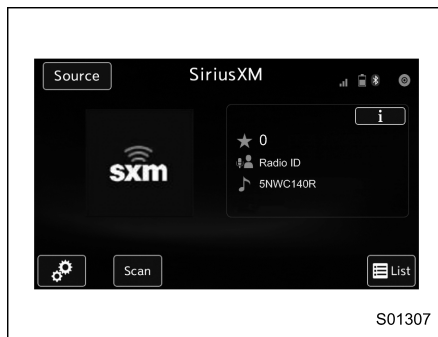 Source
SiriusXM
sxm
i
0
Radio ID
5NWC140R
Scan
List
S01307